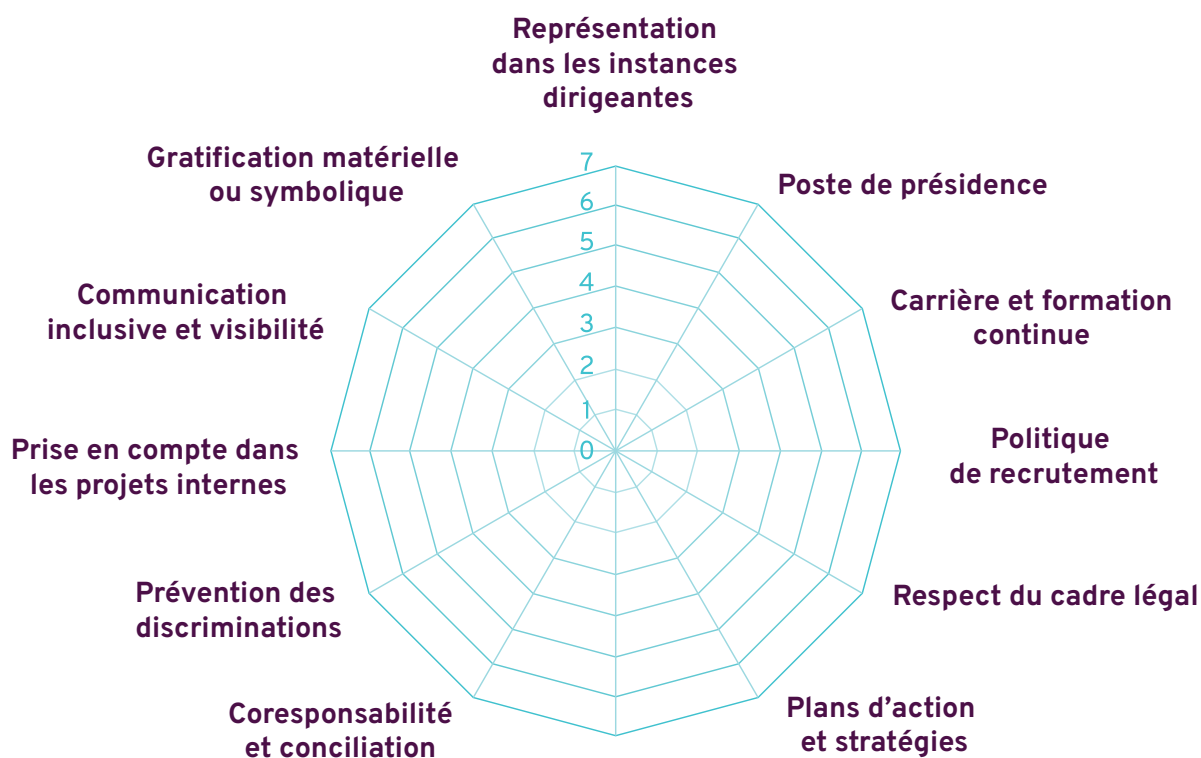 Représentation
dans les instances
dirigeantes
Gratification matérielle
ou symbolique
Poste de présidence
Communication
inclusive et visibilité
Carrière et formation
continue
Prise en compte dans
les projets internes
Politique
de recrutement
Prévention des
discriminations
Respect du cadre légal
Coresponsabilité
et conciliation
Plans d’action
et stratégies
7
6
5
4
3
2
1
0